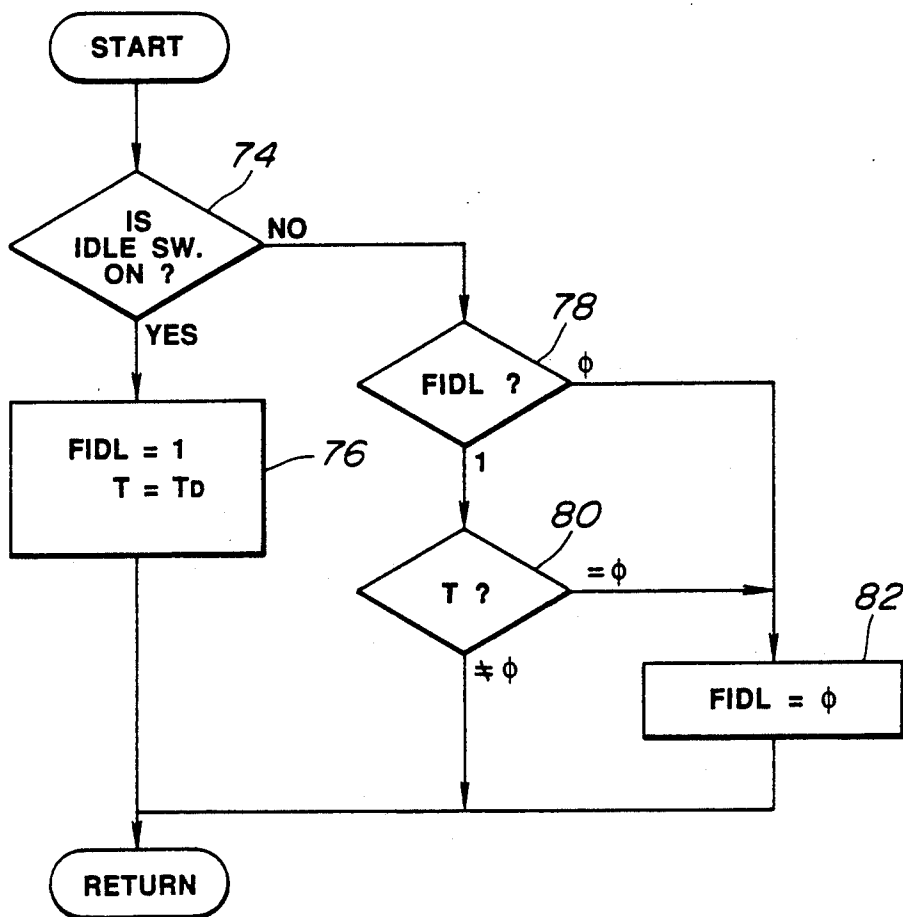 START
74
IS
IDLE SW.
ON ?
NO
YES
78
FIDL ?
ϕ
1
FIDL = 1
T = TD
76
80
T ?
= ϕ
≠ ϕ
82
FIDL = ϕ
RETURN